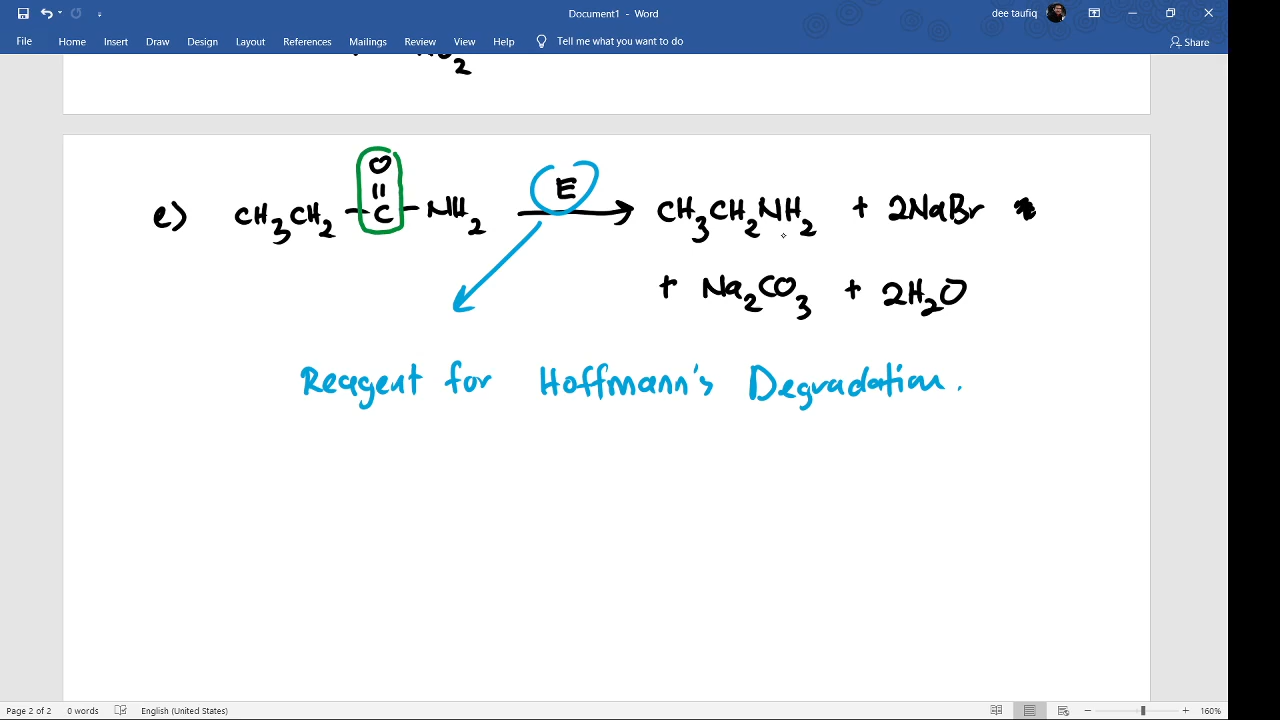 Document1 - Word
dee taufiq
File Home Insert Draw Design Layout References Mailings Review View Help Tell me what you want to do Share
O
||
e) CH3CH2 - C - NH2 E → CH3CH2NH2 + 2NaBr
+ Na2CO3 + 2H2O
Reagent for Hoffmann's Degradation.
Page 2 of 2 0 words English (United States) 160%